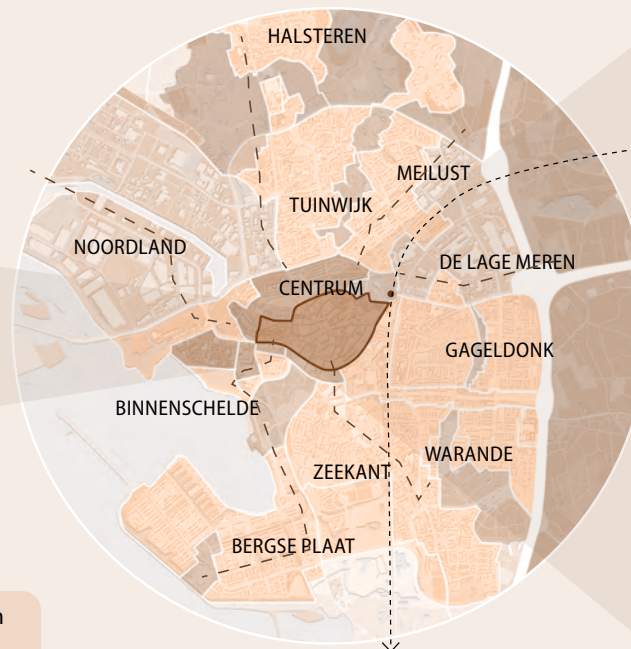 HALSTEREN
MEILUST
TUINWIJK
NOORDLAND
DE LAGE MEREN
CENTRUM
GAGELDONK
BINNENSCHELDE
WARANDE
ZEEKANT
BERGSE PLAAT